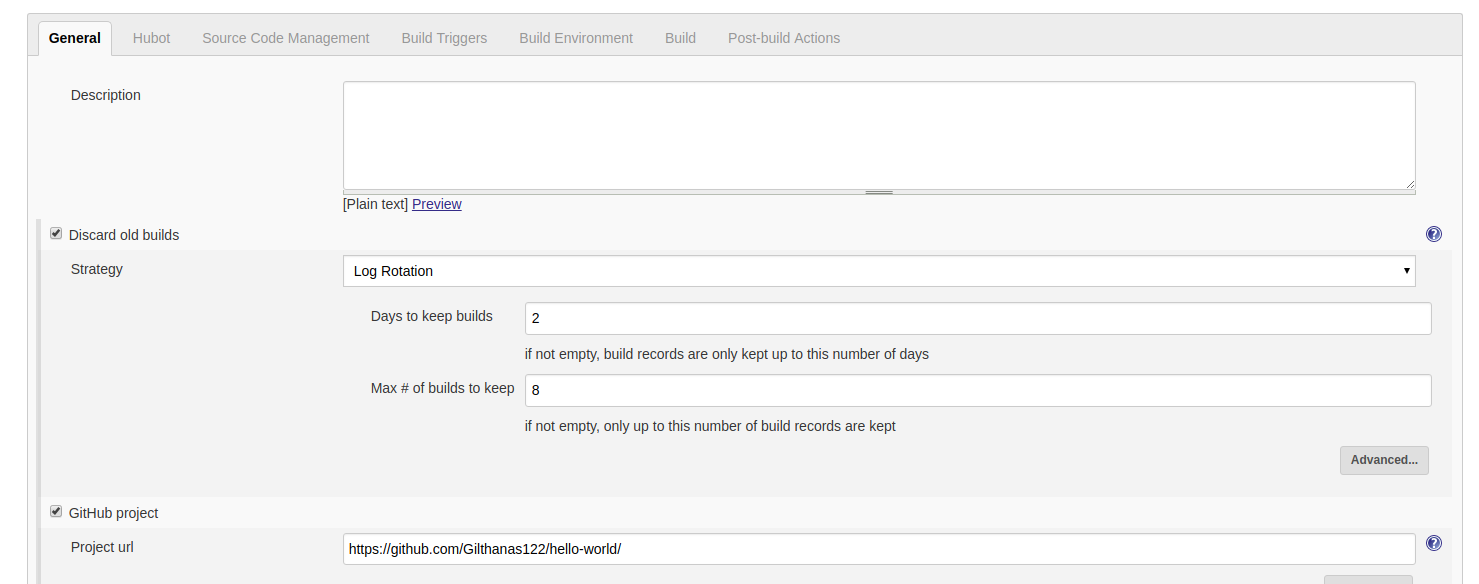 General Hubot Source Code Management Build Triggers Build Environment Build Post-build Actions
Description
[Plain text] Preview
Discard old builds
Strategy Log Rotation
Days to keep builds 2
if not empty, build records are only kept up to this number of days
Max # of builds to keep 8
if not empty, only up to this number of build records are kept
Advanced...
GitHub project
Project url https://github.com/Gilthanas122/hello-world/